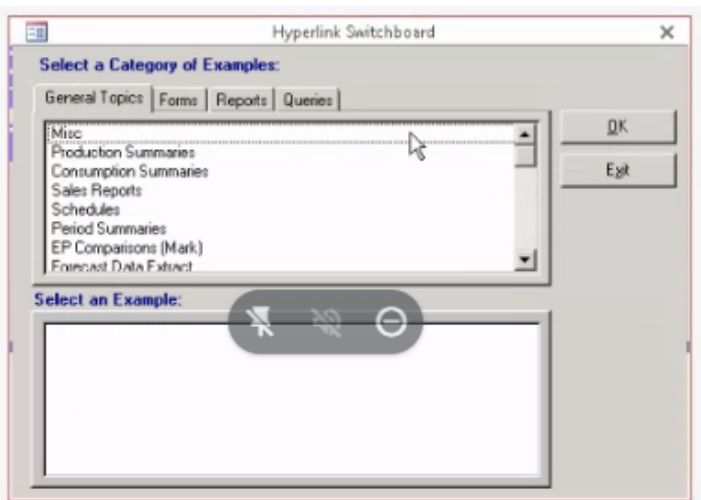 Hyperlink Switchboard
Select a Category of Examples:
General Topics Forms Reports Queries
Misc
Production Summaries
Consumption Summaries
Sales Reports
Schedules
Period Summaries
EP Comparisons (Mark)
Forecast Data Extract
OK
Exit
Select an Example: